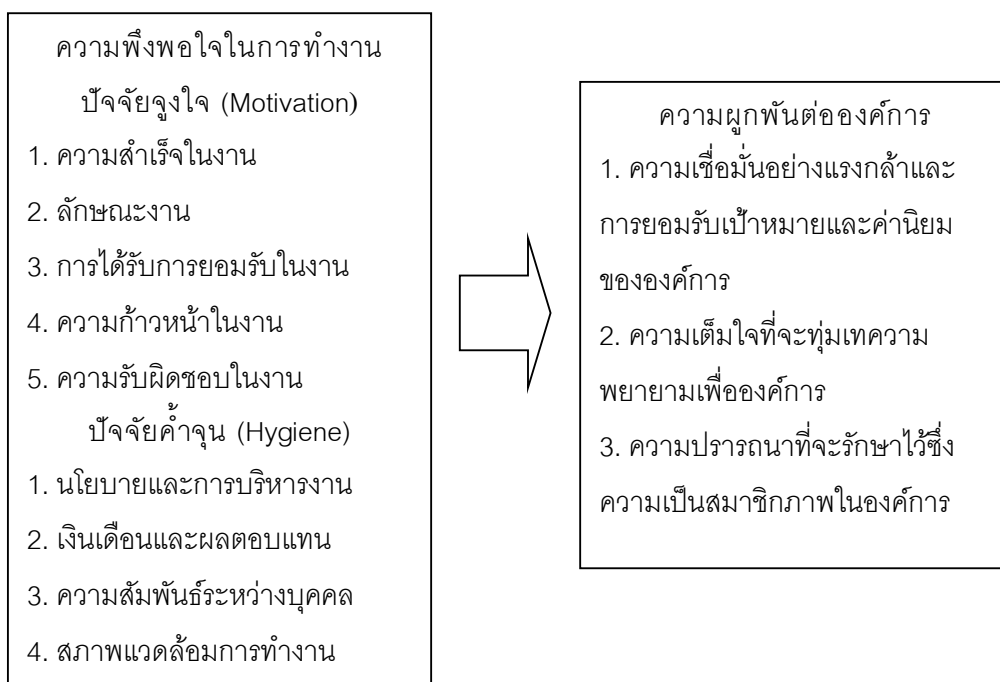 ความพึงพอใจในการทำงาน
ปัจจัยจูงใจ (Motivation)
1. ความสำเร็จในงาน
2. ลักษณะงาน
3. การได้รับการยอมรับในงาน
4. ความก้าวหน้าในงาน
5. ความรับผิดชอบในงาน
ปัจจัยค้ำจุน (Hygiene)
1. นโยบายและการบริหารงาน
2. เงินเดือนและผลตอบแทน
3. ความสัมพันธ์ระหว่างบุคคล
4. สภาพแวดล้อมการทำงาน
ความผูกพันต่อองค์การ
1. ความเชื่อมั่นอย่างแรงกล้าและ
การยอมรับเป้าหมายและค่านิยม
ขององค์การ
2. ความเต็มใจที่จะทุ่มเทความ
พยายามเพื่อองค์การ
3. ความปรารถนาที่จะรักษาไว้ซึ่ง
ความเป็นสมาชิกภาพในองค์การ